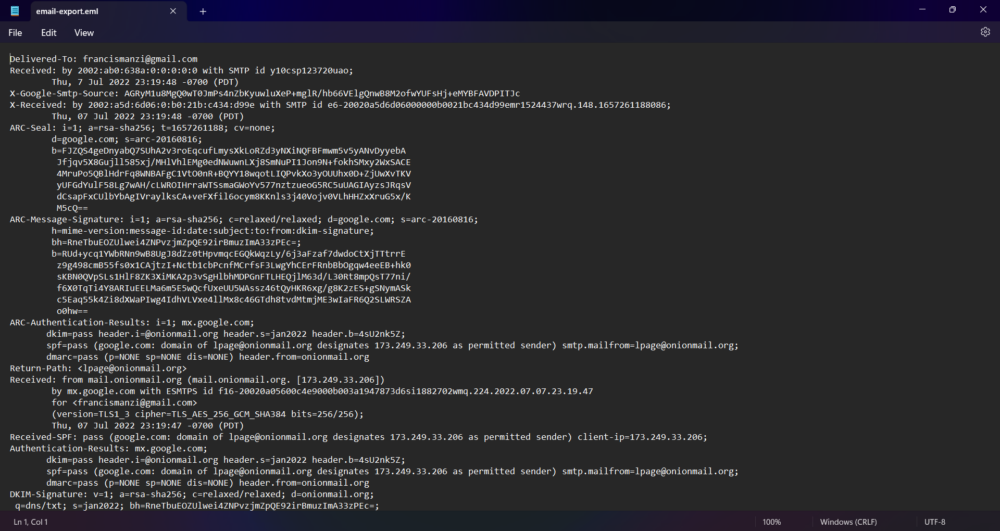 email-export.eml
File Edit View
Delivered-To: francismanzi@gmail.com
Received: by 2002:ab0:638a:0:0:0:0:0 with SMTP id y10csp123720uao;
Thu, 7 Jul 2022 23:19:48 -0700 (PDT)
X-Google-Smtp-Source: AGRyM1u8MgQ0wT0JmPs4nZbKyuwluXeP+mglR/hb66VElgQnwB8M2ofwYUFsHj+eMYBFAVDPITJc
X-Received: by 2002:a5d:6d06:0:b0:21b:c434:d99e with SMTP id e6-20020a5d6d06000000b0021bc434d99emr1524437wrq.148.1657261188086;
Thu, 07 Jul 2022 23:19:48 -0700 (PDT)
ARC-Seal: i=1; a=rsa-sha256; t=1657261188; cv=none;
d=google.com; s=arc-20160816;
b=FJZQS4geDnyabQ7SUhA2v3roEqcufLmysXkLoRZd3yNXiNQFBFmwm5v5yANvDyyebA
Jfjqv5X8Gujll585xj/MHlVhlEMg0edNWuwnLXj8SmNuPI1Jon9N+fokhSMxy2WxSACE
4MruPo5QBlHdrFq8WNBAFgC1VtO0nR+BQYY18wqotLIQPvkXo3yOUUhx0D+ZjUwXvTKV
yUFGdYulF58Lg7wAH/cLWROIHrraWTSsmaGWoYv577nztzueoG5RC5uUAGIAyzsJRqsV
dCsapFxCUlbYbAgIVraylksCA+veFXfil6ocym8KKnls3j40Vojv0VLhHHZxXruG5x/K
M5cQ==
ARC-Message-Signature: i=1; a=rsa-sha256; c=relaxed/relaxed; d=google.com; s=arc-20160816;
h=mime-version:message-id:date:subject:to:from:dkim-signature;
bh=RneTbuEOZUlwei4ZNPvzjmZpQE92irBmuzImA33zPEc=;
b=RUd+ycq1YWbRNn9wB8UgJ8dZz0tHpvmqcEGQkWqzLy/6j3aFzaf7dwdoCtXjTTtrrE
z9g498cmB55fs0x1CAjtzI+Nctb1cbPcnfMCrfsF3LwgYhCErFRnbBbOgqw4eeEB+hk0
sKBN0QVpSLs1HlF8ZK3XiMKA2p3vSgHlbhMDPGnFTLHEQjlM63d/L30Rt8mpQsT77ni/
f6X0TqTi4Y8ARIuEELMa6m5E5wQcfUxeUU5WAssz46tQyHKR6xg/g8K2zES+gSNymASk
c5Eaq55k4Zi8dXWaPIwg4IdhVLVxe4llMx8c46GTdh8tvdMtmjME3wIaFR6Q2SLWRSZA
o0hw==
ARC-Authentication-Results: i=1; mx.google.com;
dkim=pass header.i=@onionmail.org header.s=jan2022 header.b=4sU2nk5Z;
spf=pass (google.com: domain of lpage@onionmail.org designates 173.249.33.206 as permitted sender) smtp.mailfrom=lpage@onionmail.org;
dmarc=pass (p=NONE sp=NONE dis=NONE) header.from=onionmail.org
Return-Path: <lpage@onionmail.org>
Received: from mail.onionmail.org (mail.onionmail.org. [173.249.33.206])
by mx.google.com with ESMTPS id f16-20020a05600c4e9000b003a1947873d6si1882702wmq.224.2022.07.07.23.19.47
for <francismanzi@gmail.com>
(version=TLS1_3 cipher=TLS_AES_256_GCM_SHA384 bits=256/256);
Thu, 07 Jul 2022 23:19:47 -0700 (PDT)
Received-SPF: pass (google.com: domain of lpage@onionmail.org designates 173.249.33.206 as permitted sender) client-ip=173.249.33.206;
Authentication-Results: mx.google.com;
dkim=pass header.i=@onionmail.org header.s=jan2022 header.b=4sU2nk5Z;
spf=pass (google.com: domain of lpage@onionmail.org designates 173.249.33.206 as permitted sender) smtp.mailfrom=lpage@onionmail.org;
dmarc=pass (p=NONE sp=NONE dis=NONE) header.from=onionmail.org
DKIM-Signature: v=1; a=rsa-sha256; c=relaxed/relaxed; d=onionmail.org;
q=dns/txt; s=jan2022; bh=RneTbuEOZUlwei4ZNPvzjmZpQE92irBmuzImA33zPEc=;
Ln 1, Col 1 100% Windows (CRLF) UTF-8